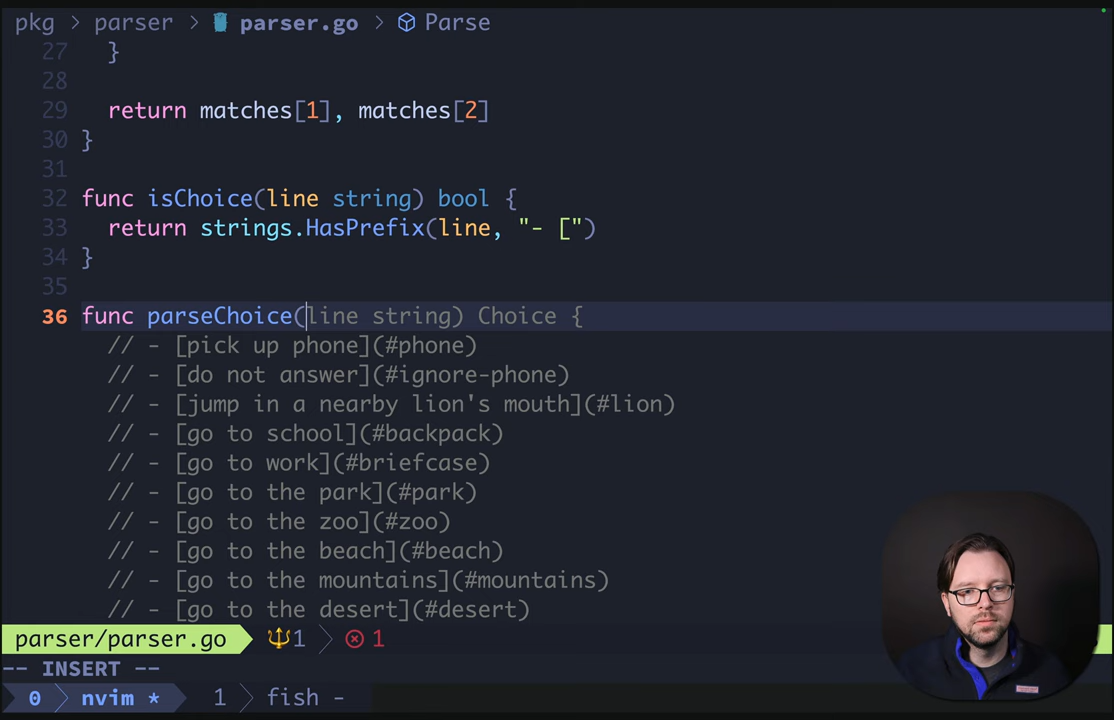 pkg > parser > parser.go > Parse
27 }
28
29 return matches[1], matches[2]
30 }
31
32 func isChoice(line string) bool {
33 return strings.HasPrefix(line, "- [")
34 }
35
36 func parseChoice(line string) Choice {
// - [pick up phone](#phone)
// - [do not answer](#ignore-phone)
// - [jump in a nearby lion's mouth](#lion)
// - [go to school](#backpack)
// - [go to work](#briefcase)
// - [go to the park](#park)
// - [go to the zoo](#zoo)
// - [go to the beach](#beach)
// - [go to the mountains](#mountains)
// - [go to the desert](#desert)
parser/parser.go 1 1
-- INSERT --
0 nvim * 1 fish -